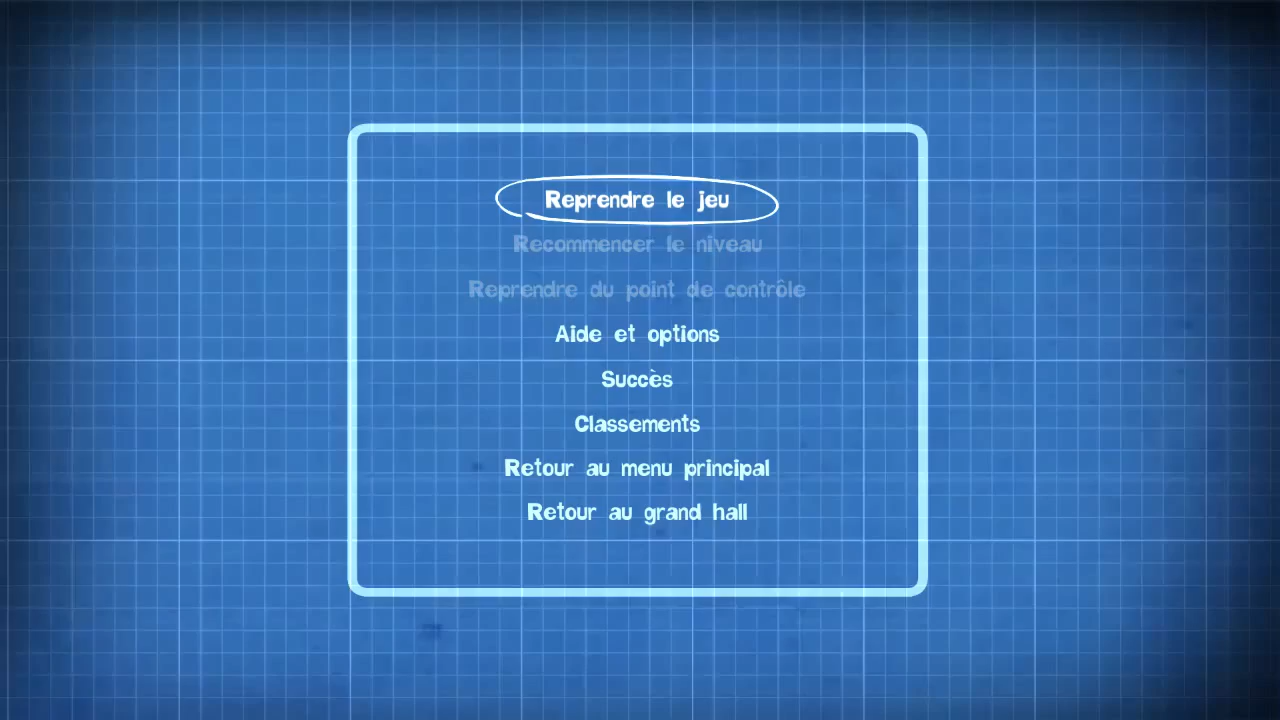 Reprendre le jeu
Recommencer le niveau
Reprendre du point de contrôle
Aide et options
Succès
Classements
Retour au menu principal
Retour au grand hall